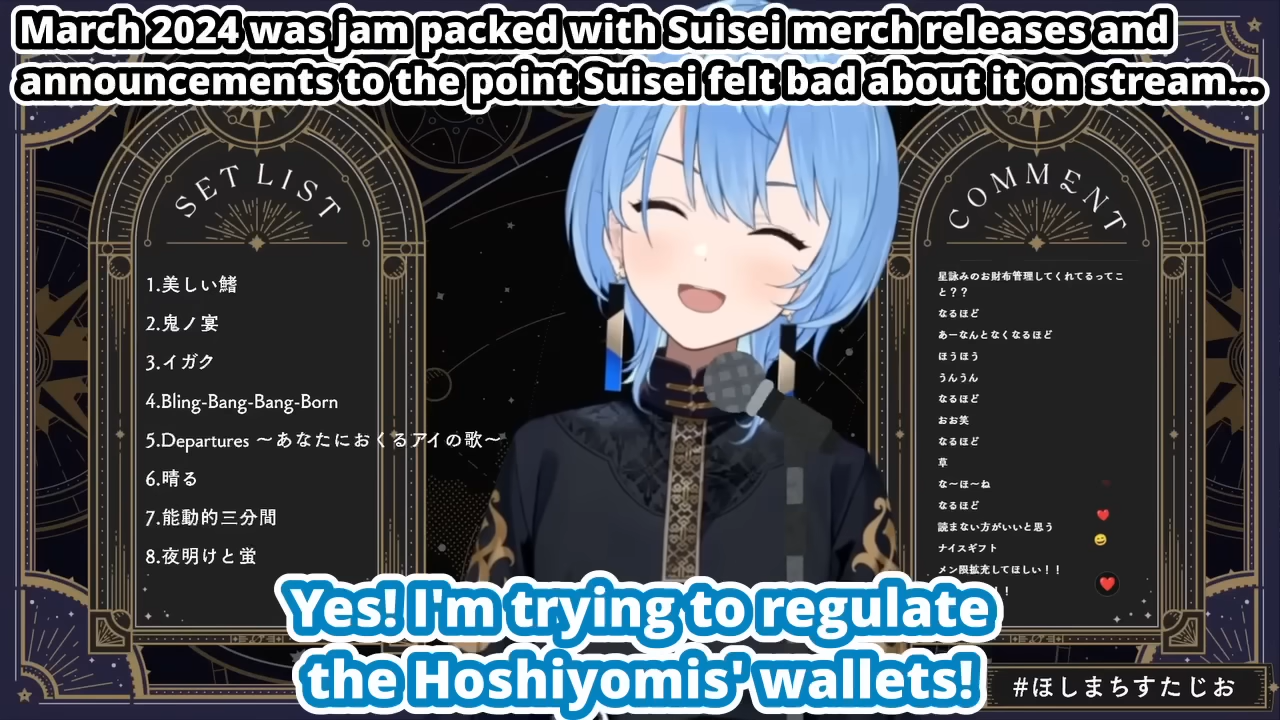 March 2024 was jam packed with Suisei merch releases and
announcements to the point Suisei felt bad about it on stream...
SET LIST
1.美しい鰭
2.鬼ノ宴
3.イガク
4.Bling-Bang-Bang-Born
5.Departures ～あなたにおくるアイの歌～
6.晴る
7.能動的三分間
8.夜明けと蛍
COMMENT
星詠みのお財布管理してくれてるってこ
と？？
なるほど
あーなんとなくなるほど
ほうほう
うんうん
なるほど
おお笑
なるほど
草
な〜ほ〜ね
なるほど
読まない方がいいと思う
ナイスギフト
メン限拡充してほしい！！
！
Yes! I'm trying to regulate
the Hoshiyomis' wallets!
#ほしまちすたじお